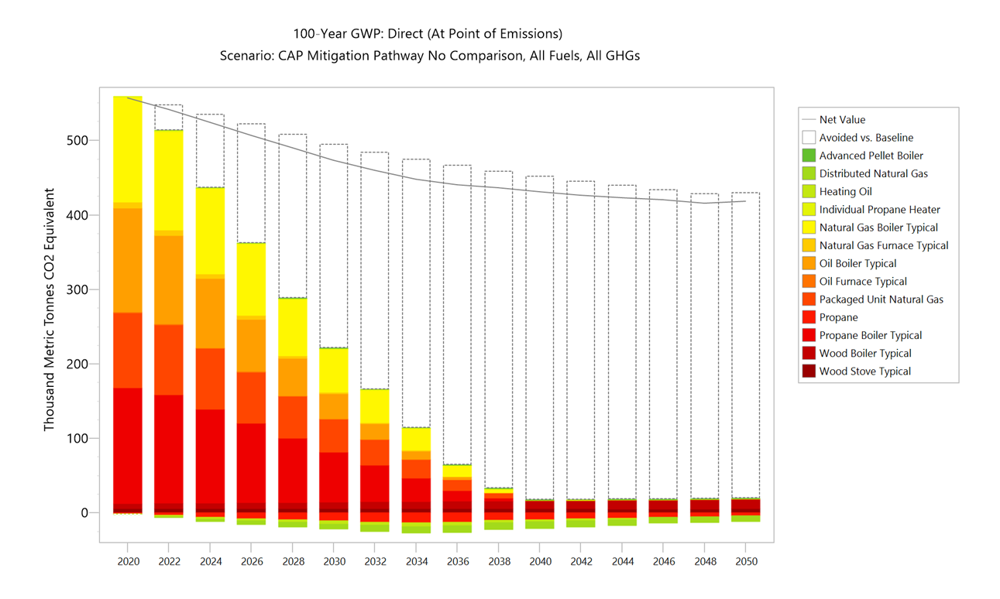 100-Year GWP: Direct (At Point of Emissions)
Scenario: CAP Mitigation Pathway No Comparison, All Fuels, All GHGs
Thousand Metric Tonnes CO2 Equivalent
500
400
300
200
100
0
2020 2022 2024 2026 2028 2030 2032 2034 2036 2038 2040 2042 2044 2046 2048 2050
Net Value
Avoided vs. Baseline
Advanced Pellet Boiler
Distributed Natural Gas
Heating Oil
Individual Propane Heater
Natural Gas Boiler Typical
Natural Gas Furnace Typical
Oil Boiler Typical
Oil Furnace Typical
Packaged Unit Natural Gas
Propane
Propane Boiler Typical
Wood Boiler Typical
Wood Stove Typical